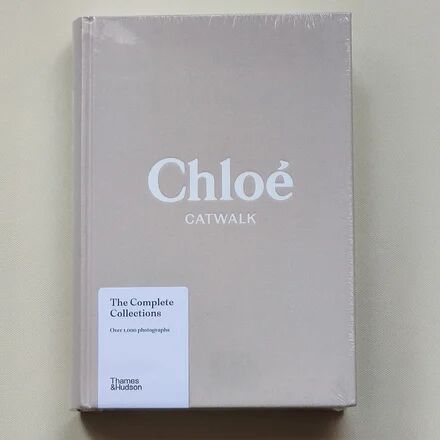 Chloé
CATWALK
The Complete
Collections
Over 1,000 photographs
Thames
&Hudson